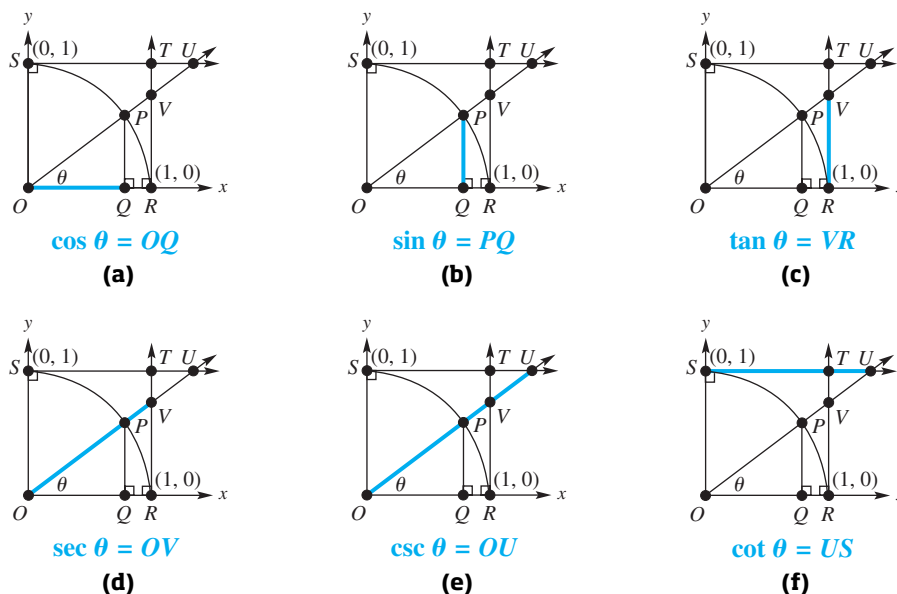 y y y
S (0, 1) T U S (0, 1) T U S (0, 1) T U
P V P V P V
θ (1, 0) x θ (1, 0) x θ (1, 0) x
O Q R O Q R O Q R
cos θ = OQ sin θ = PQ tan θ = VR
(a) (b) (c)
y y y
S (0, 1) T U S (0, 1) T U S (0, 1) T U
P V P V P V
θ (1, 0) x θ (1, 0) x θ (1, 0) x
O Q R O Q R O Q R
sec θ = OV csc θ = OU cot θ = US
(d) (e) (f)